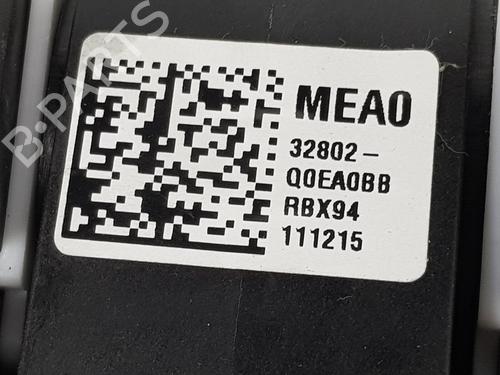 MEA0
32802-
Q0EA0BB
RBX94
111215
B-PARTS